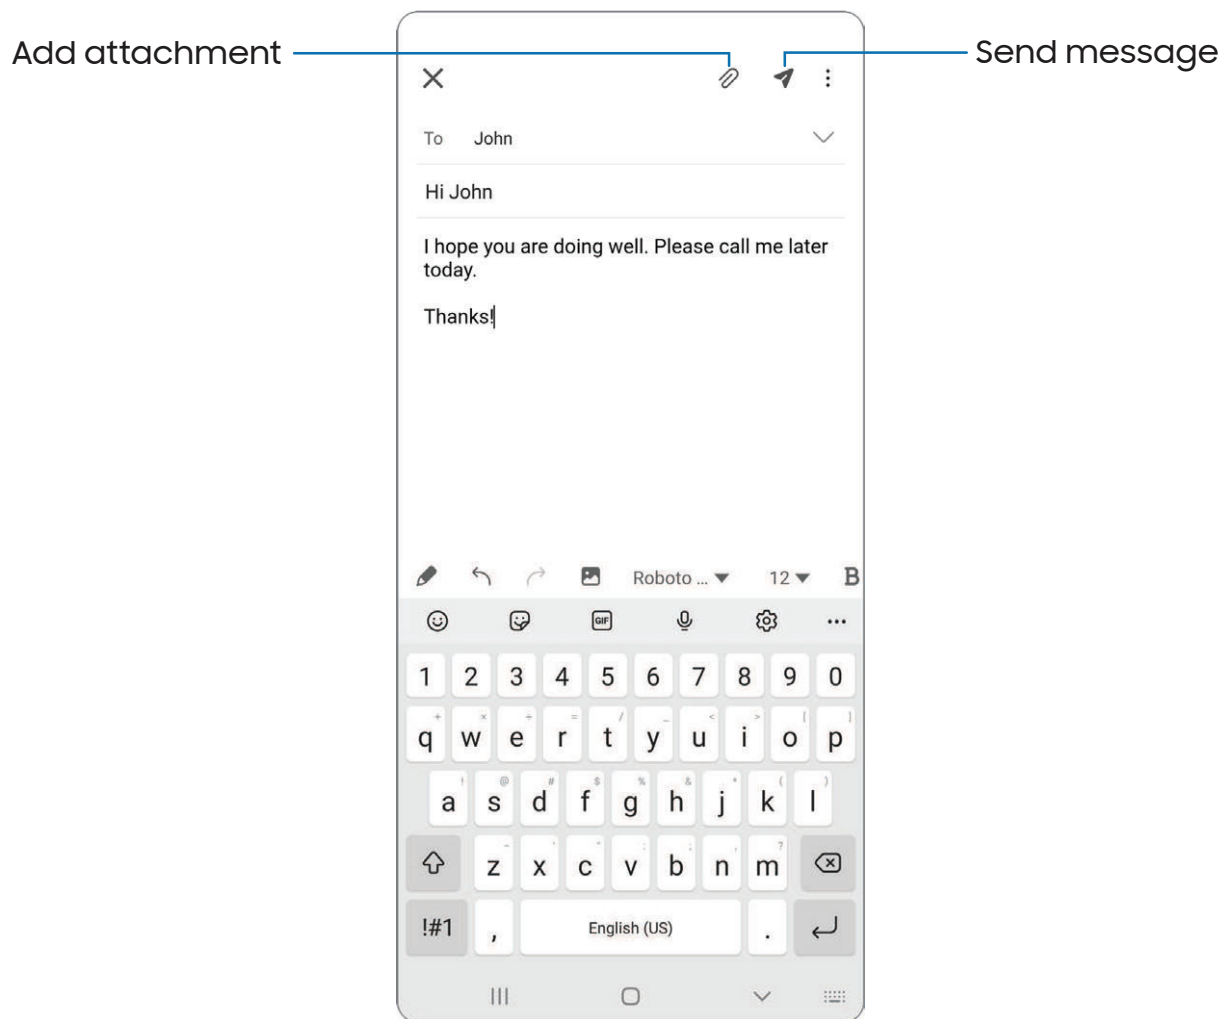 Add attachment
Send message
To John
Hi John
I hope you are doing well. Please call me later
today.
Thanks!
Roboto ... 12 B
GIF
1 2 3 4 5 6 7 8 9 0
+ × ÷ = / _ < > [ ]
q w e r t y u i o p
! @ # $ % & * ( )
a s d f g h j k l
- ' " : ; , ?
z x c v b n m
!#1 , English (US) .